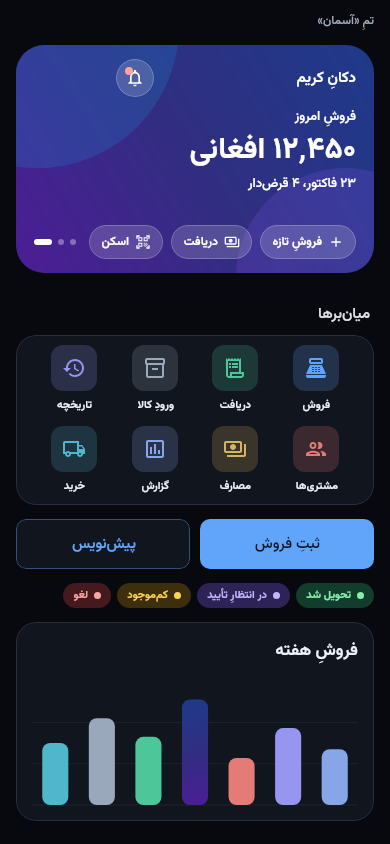 تمِ «آسمان»
دکانِ کریم
فروشِ امروز
۱۲,۴۵۰ افغانی
۲۳ فاکتور، ۴ قرض‌دار
فروشِ تازه
دریافت
اسکن
میان‌برها
فروش
دریافت
ورودِ کالا
تاریخچه
مشتری‌ها
مصارف
گزارش
خرید
ثبتِ فروش
پیش‌نویس
تحویل شد
در انتظارِ تأیید
کم‌موجود
لغو
فروشِ هفته